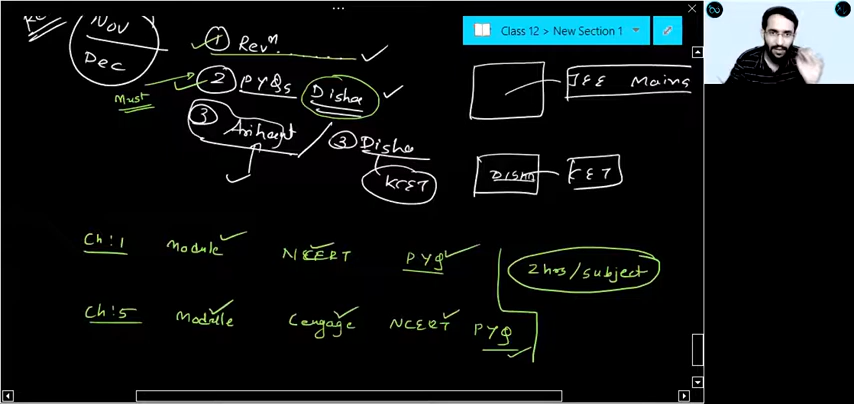 Nov
Dec
① Revⁿ.
② PYQs Disha
Must
③ Arihant / ③ Disha
KCET
Class 12 > New Section 1
JEE Mains
DISHA KCET
Ch:1 Module NCERT PYQ
2 hrs/subject
Ch:5 Module Cengage NCERT PYQ